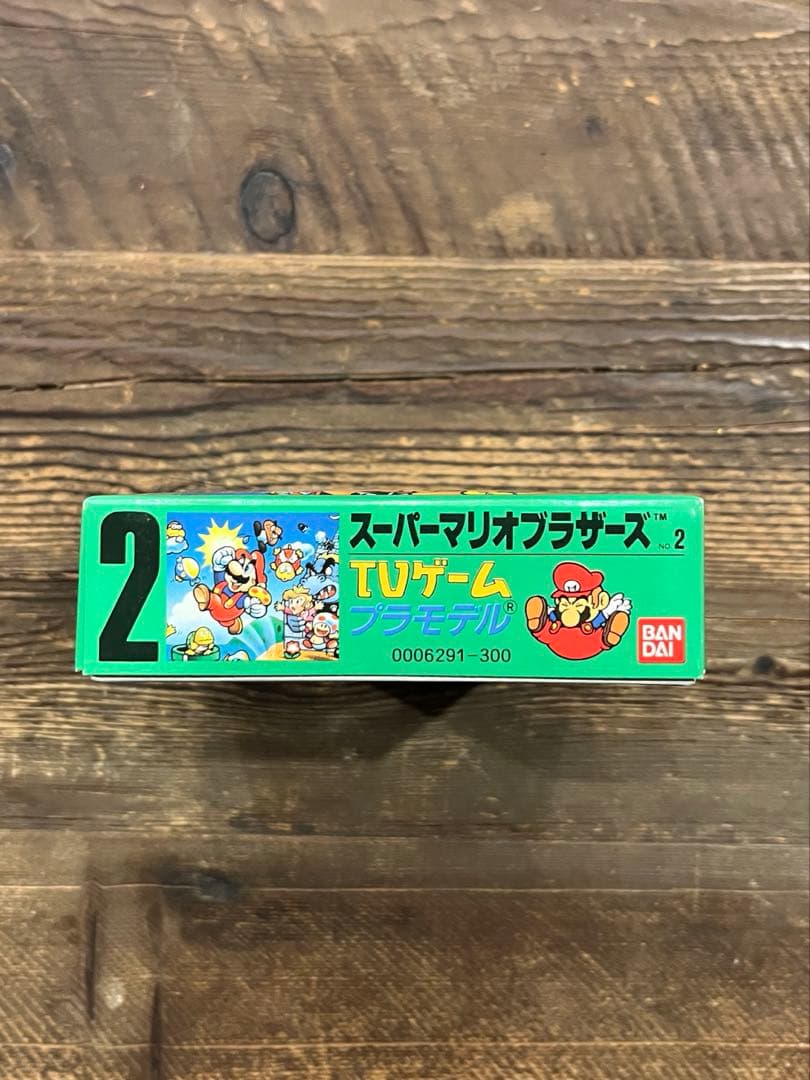 2
スーパーマリオブラザーズ™ NO. 2
TVゲーム
プラモデル®
0006291-300
BAN
DAI